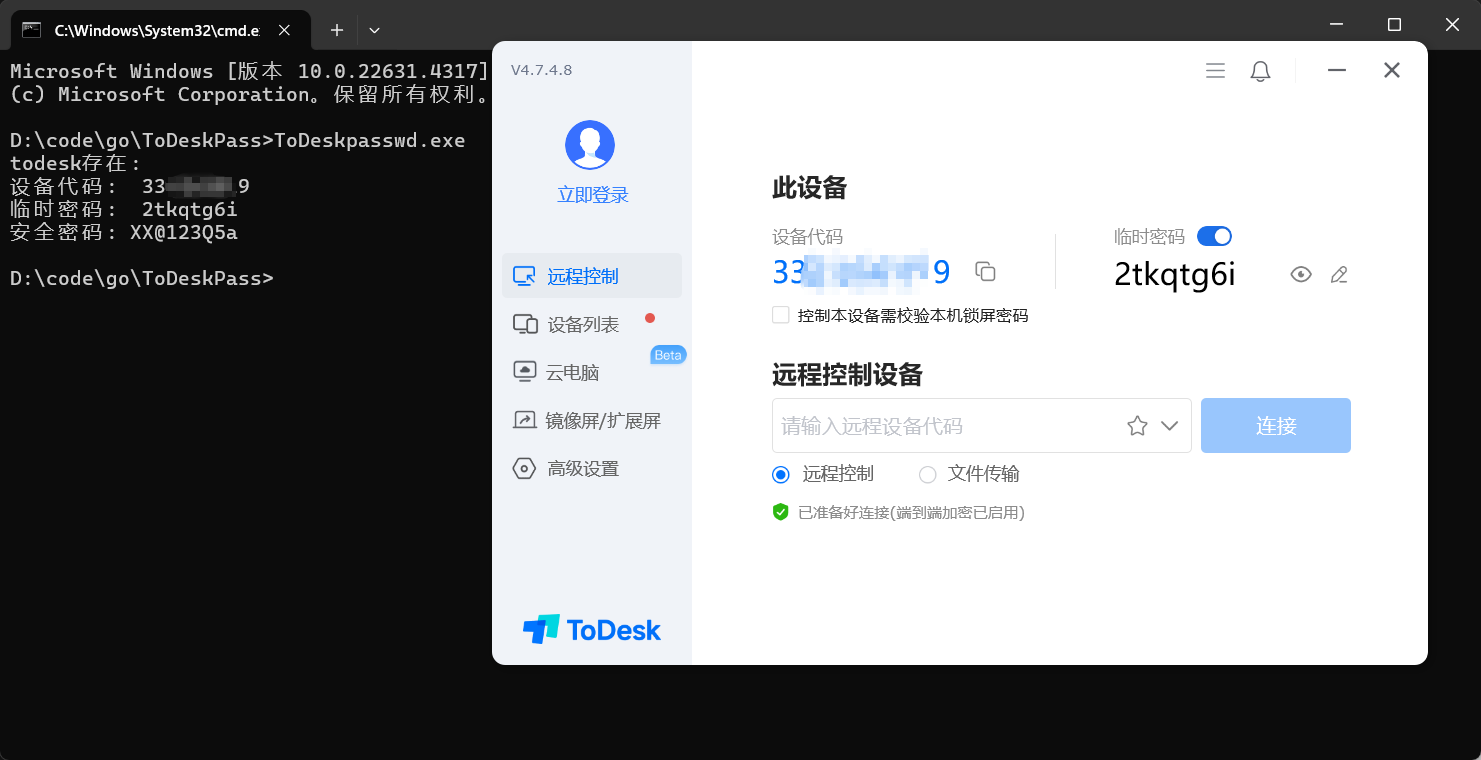 C:\Windows\System32\cmd.e
Microsoft Windows [版本 10.0.22631.4317]
(c) Microsoft Corporation。保留所有权利。
D:\code\go\ToDeskPass>ToDeskpasswd.exe
todesk存在：
设备代码： 33 9
临时密码： 2tkqtg6i
安全密码：XX@123Q5a
D:\code\go\ToDeskPass>
V4.7.4.8
立即登录
远程控制
设备列表
Beta
云电脑
镜像屏/扩展屏
高级设置
ToDesk
此设备
设备代码
33 9
临时密码
2tkqtg6i
控制本设备需校验本机锁屏密码
远程控制设备
请输入远程设备代码
连接
远程控制
文件传输
已准备好连接(端到端加密已启用)